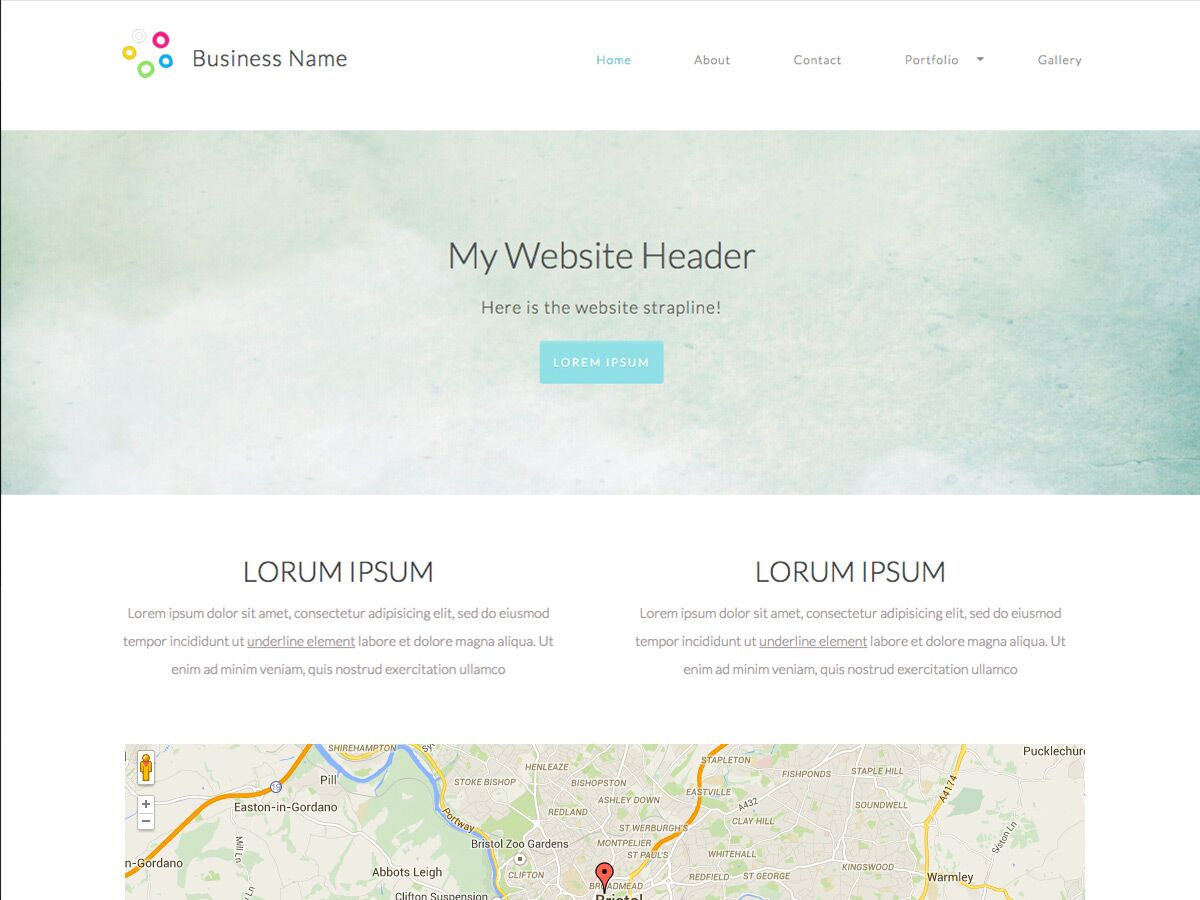 Business Name
Home About Contact Portfolio Gallery
My Website Header
Here is the website strapline!
LOREM IPSUM
LORUM IPSUM
Lorem ipsum dolor sit amet, consectetur adipisicing elit, sed do eiusmod
tempor incididunt ut underline element labore et dolore magna aliqua. Ut
enim ad minim veniam, quis nostrud exercitation ullamco
LORUM IPSUM
Lorem ipsum dolor sit amet, consectetur adipisicing elit, sed do eiusmod
tempor incididunt ut underline element labore et dolore magna aliqua. Ut
enim ad minim veniam, quis nostrud exercitation ullamco
SHIREHAMPTON
Pucklechur
STAPLETON
HENLEAZE
Pill
STOKE BISHOP
BISHOPSTON
FISHPONDS
STAPLE HILL
19
EASTVILLE
A4174
Easton-in-Gordano
ASHLEY DOWN
A432
SOUNDWELL
REDLAND
Portway
CLAY HILL
ST WERBURGH'S
Mill Ln
Siston Ln
Bristol Zoo Gardens
MONTPELIER
ST PAUL'S
WHITEHALL
n-Gordano
KINGSWOOD
Abbots Leigh
CLIFTON
REDFIELD
ST GEORGE
Warmley
BROADMEAD
Clifton Suspension
Bristol